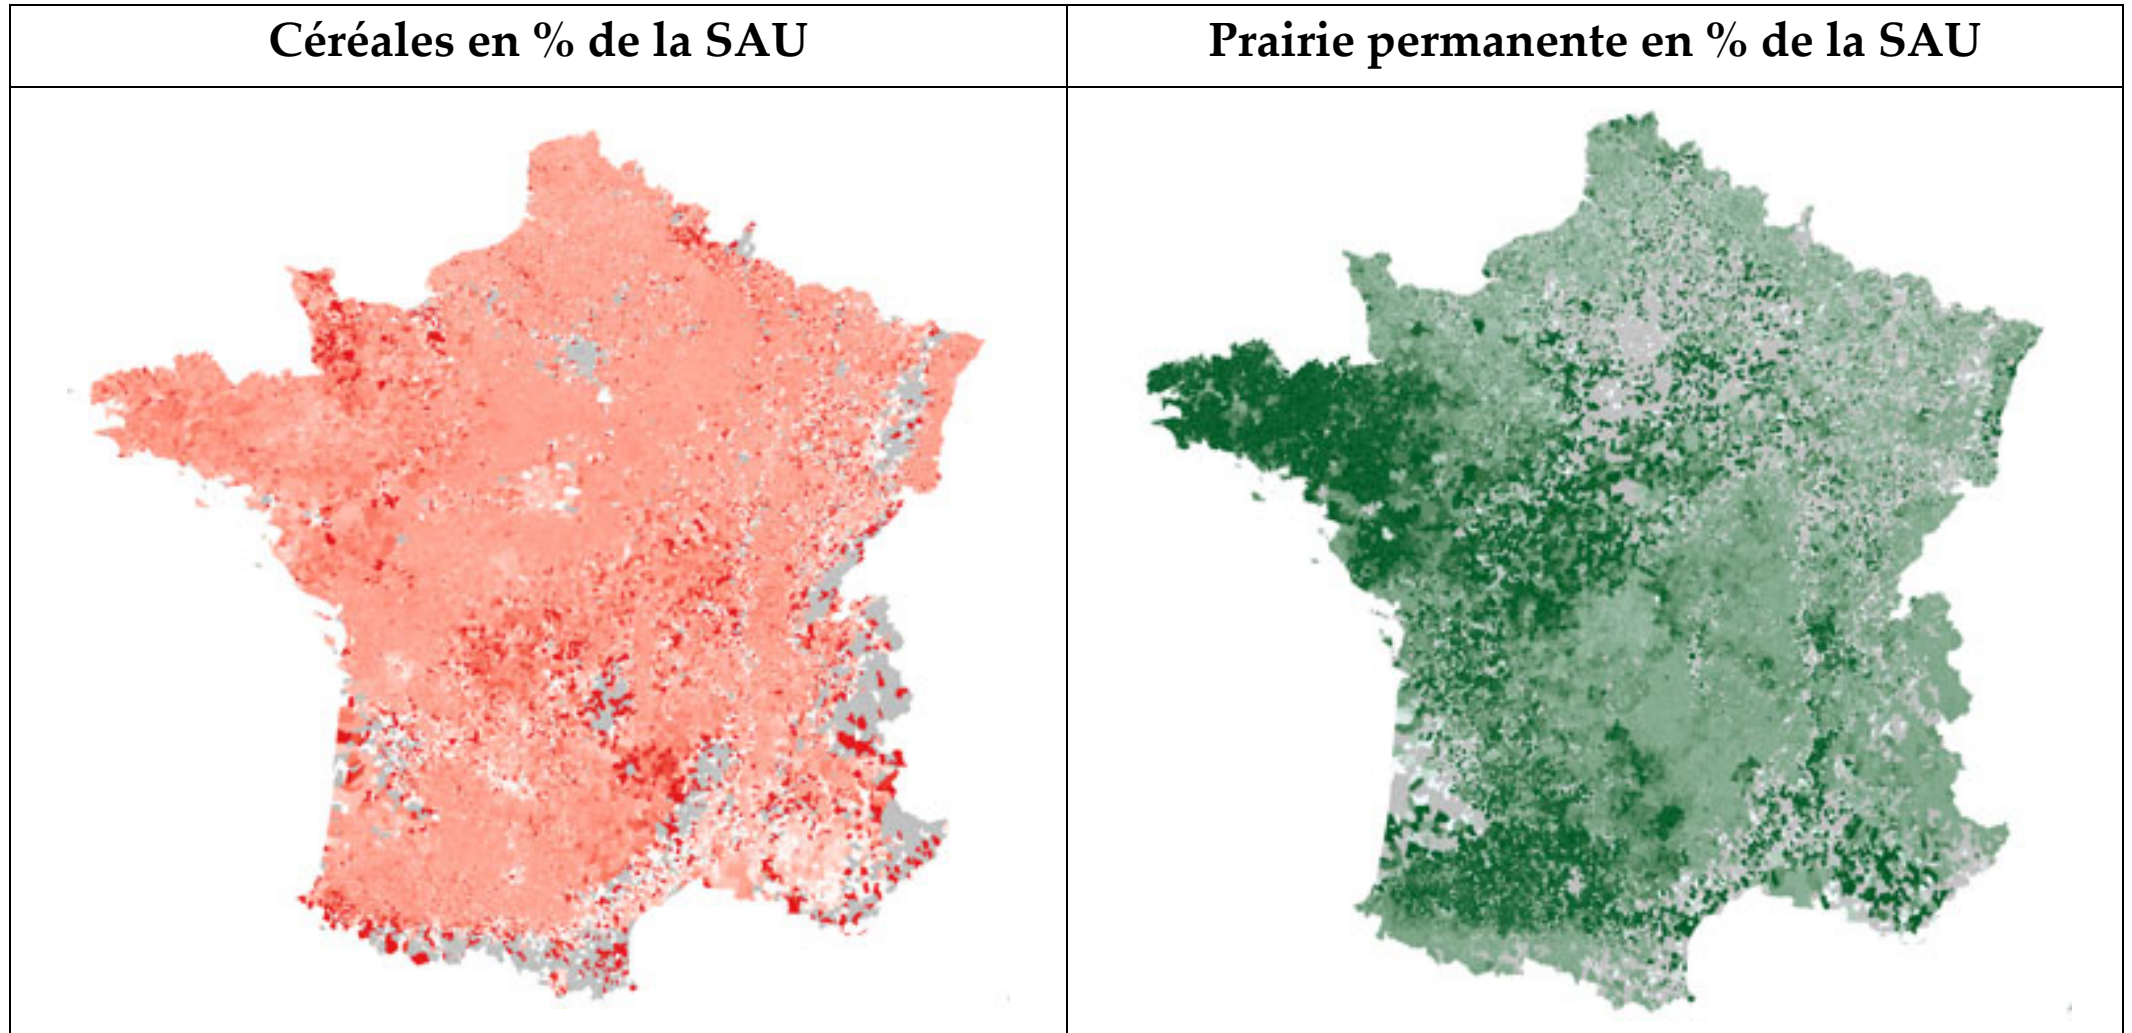 Céréales en % de la SAU
Prairie permanente en % de la SAU